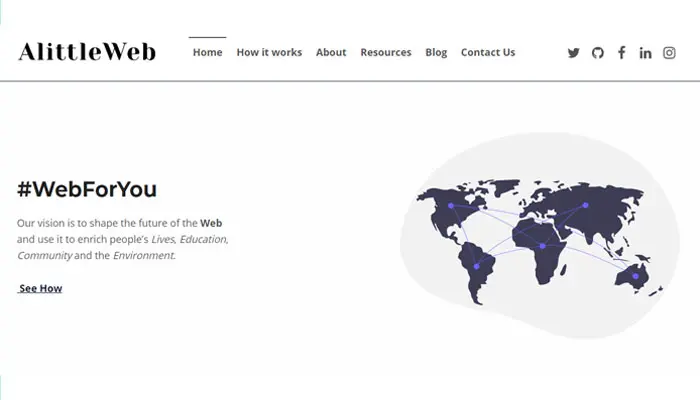 AlittleWeb
Home How it works About Resources Blog Contact Us
#WebForYou
Our vision is to shape the future of the Web
and use it to enrich people's Lives, Education,
Community and the Environment.
See How